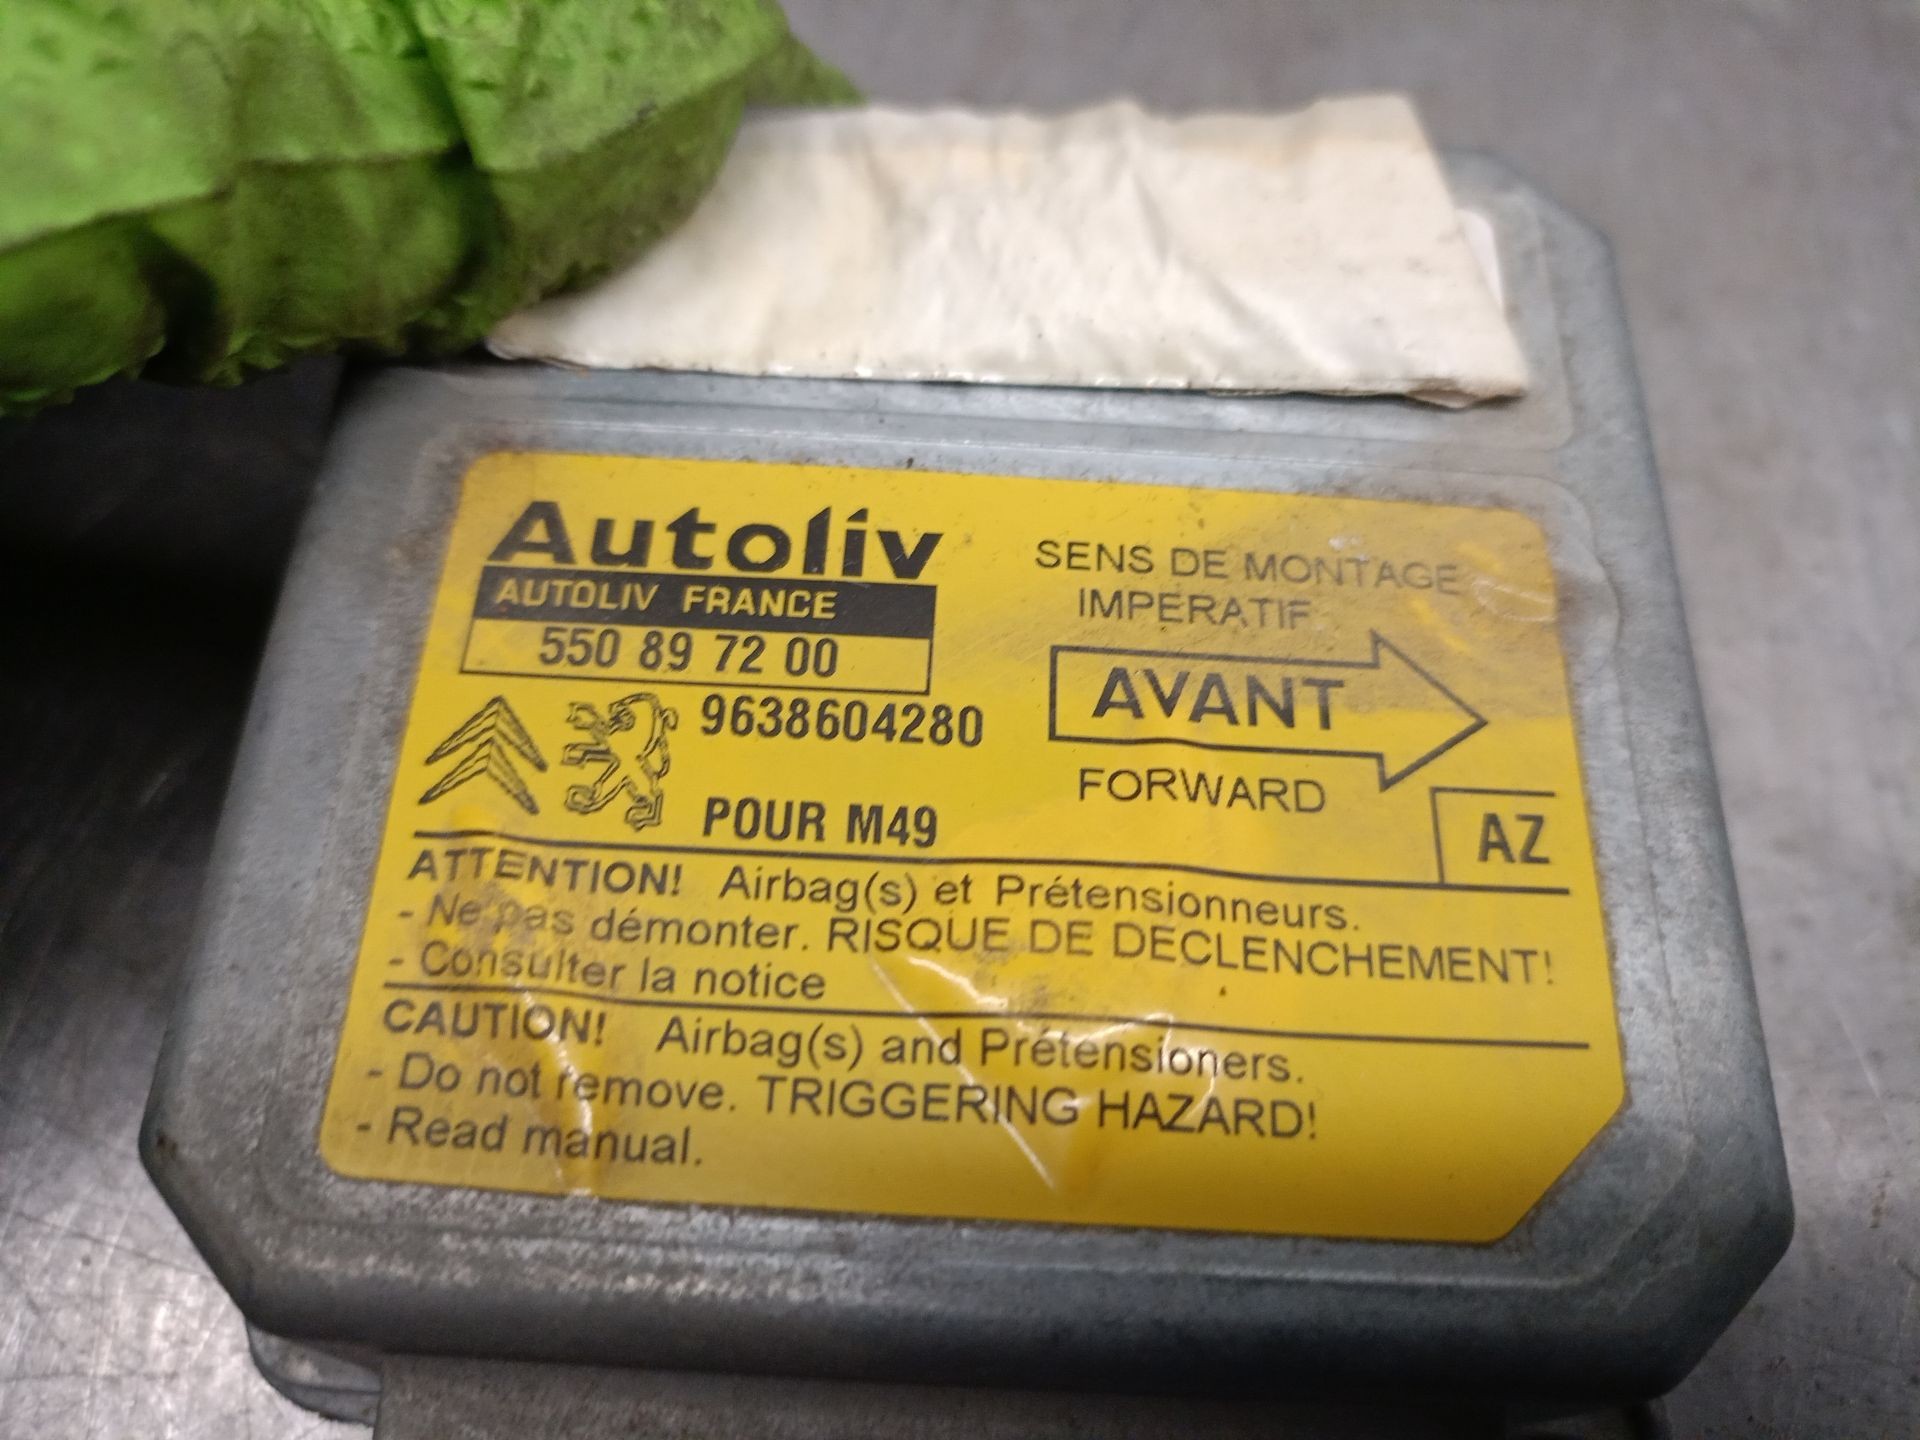 Autoliv
AUTOLIV FRANCE
550 89 72 00
9638604280
POUR M49
SENS DE MONTAGE
IMPERATIF
AVANT
FORWARD
AZ
ATTENTION! Airbag(s) et Prétensionneurs.
- Ne pas démonter. RISQUE DE DECLENCHEMENT!
- Consulter la notice
CAUTION! Airbag(s) and Prétensioners.
- Do not remove. TRIGGERING HAZARD!
- Read manual.